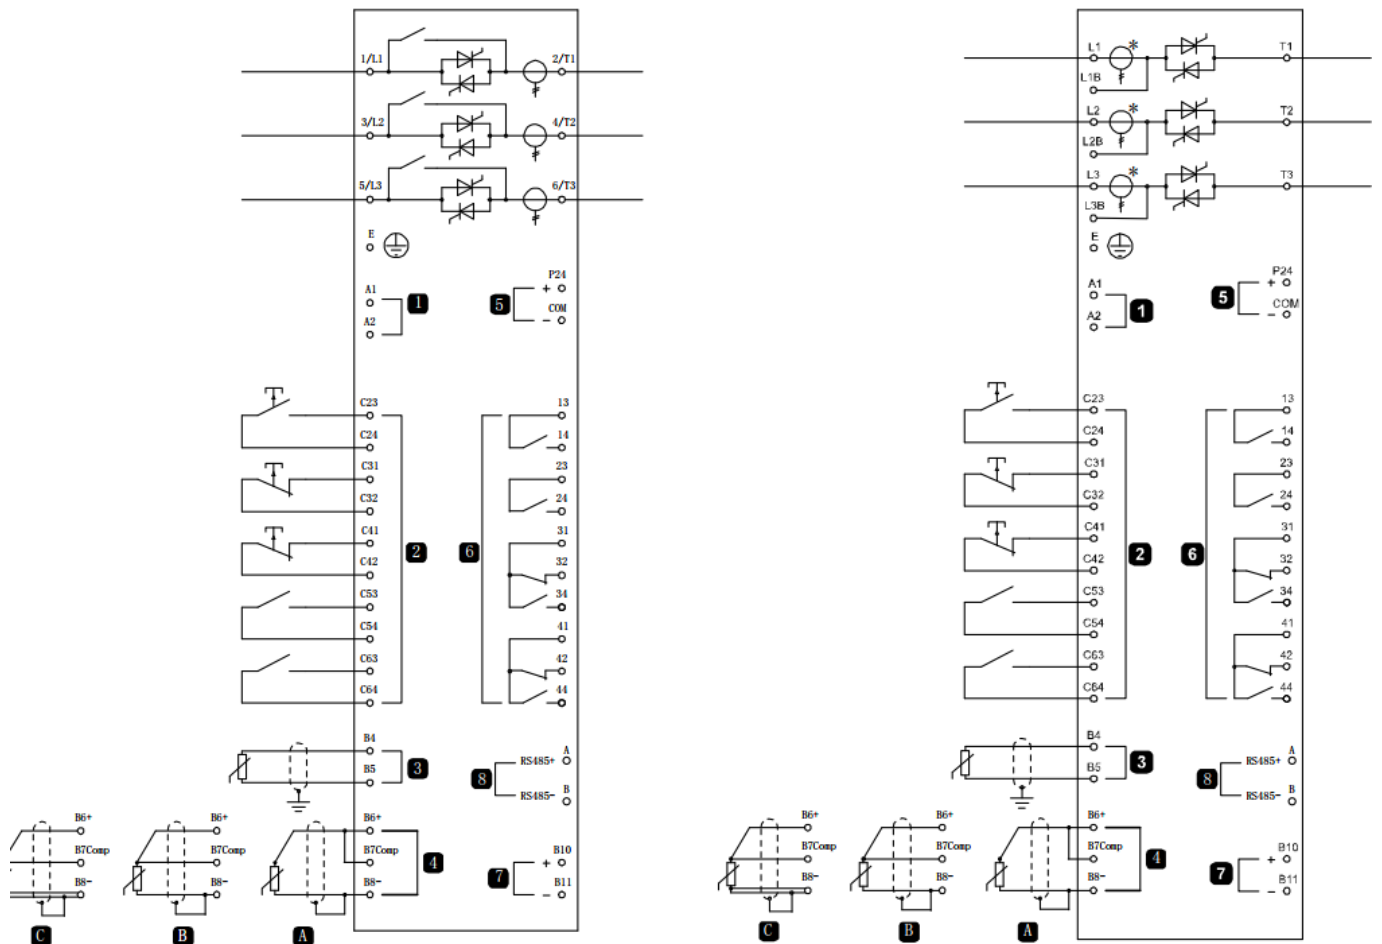 1/L1
2/T1
3/L2
4/T2
5/L3
6/T3
E
A1
A2
1
P24
+
5
COM
-
C23
C24
C31
C32
C41
C42
C53
C54
C63
C64
2
13
14
23
24
31
32
34
41
42
44
6
B4
B5
3
A
RS485+
8
RS485-
B
B6+
B7Comp
B8-
C
B6+
B7Comp
B8-
B
B6+
B7Comp
B8-
A
4
B10
+
7
B11
-
L1
*
T1
L1B
L2
*
T2
L2B
L3
*
T3
L3B
E
A1
A2
1
P24
+
5
COM
-
C23
C24
C31
C32
C41
C42
C53
C54
C63
C64
2
13
14
23
24
31
32
34
41
42
44
6
B4
B5
3
A
RS485+
8
RS485-
B
B6+
B7Comp
B8-
C
B6+
B7Comp
B8-
B
B6+
B7Comp
B8-
A
4
B10
+
7
B11
-